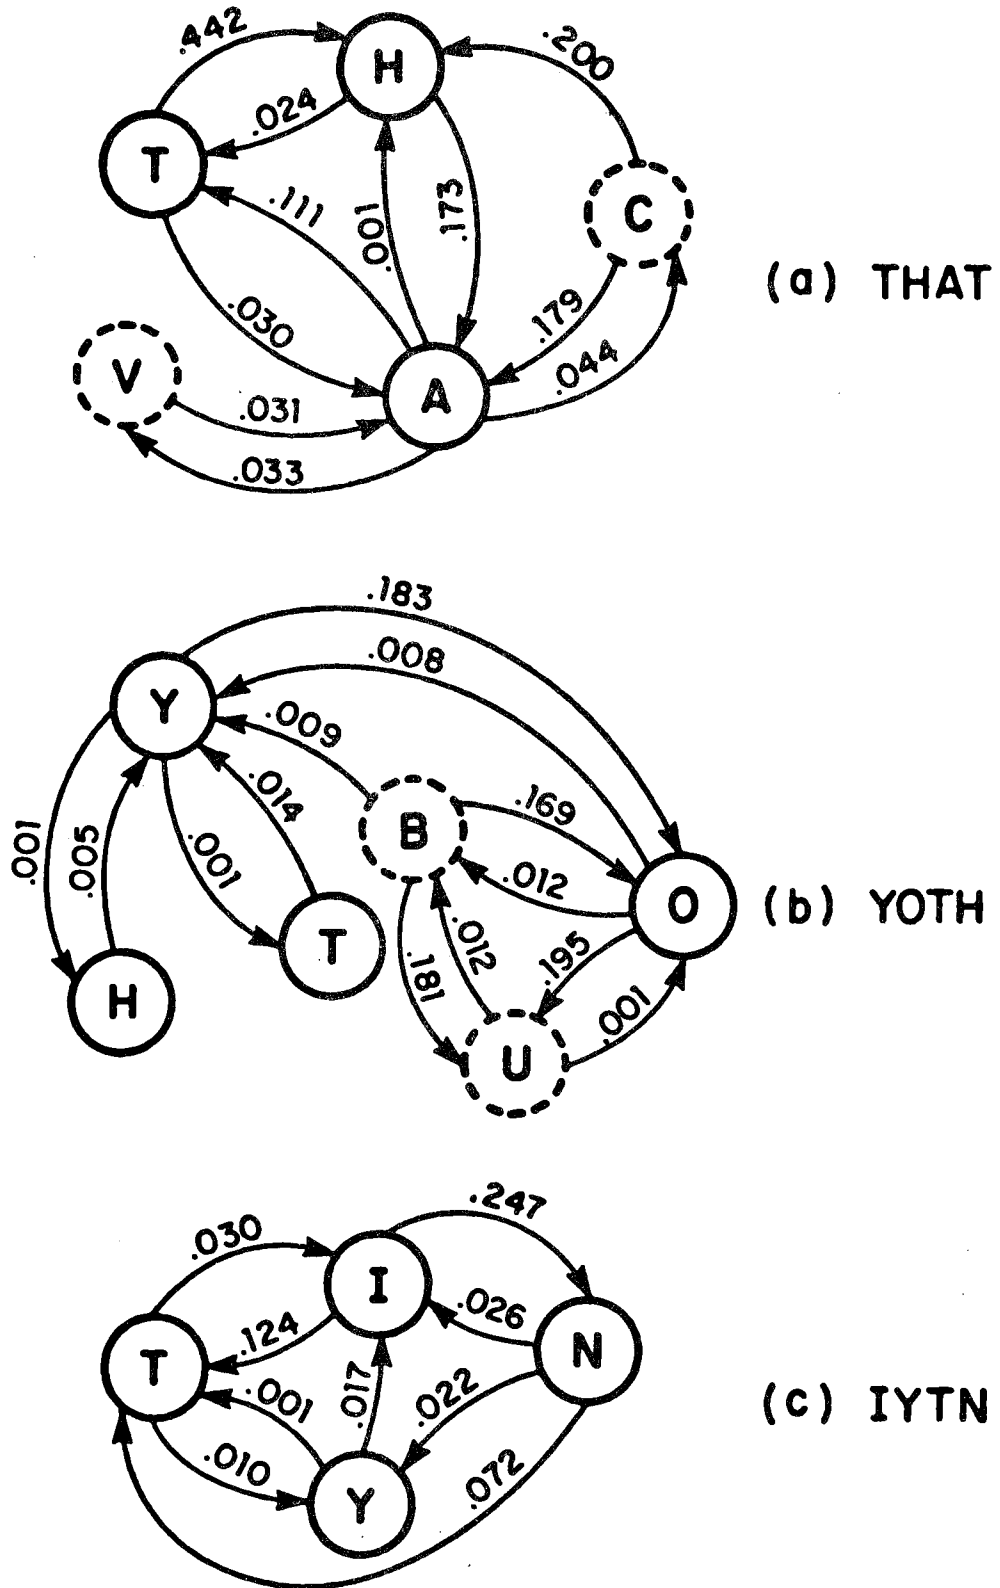 .442
H
.200
.024
T
.111
.001
.173
C
(a) THAT
.030
.179
.044
V
A
.031
.033
.183
.008
Y
.009
.014
.169
B
.001
.005
.001
.012
O
(b) YOTH
T
.012
.195
.181
H
.001
U
.247
.030
I
.026
.124
N
T
.001
.017
.022
(c) IYTN
.010
Y
.072